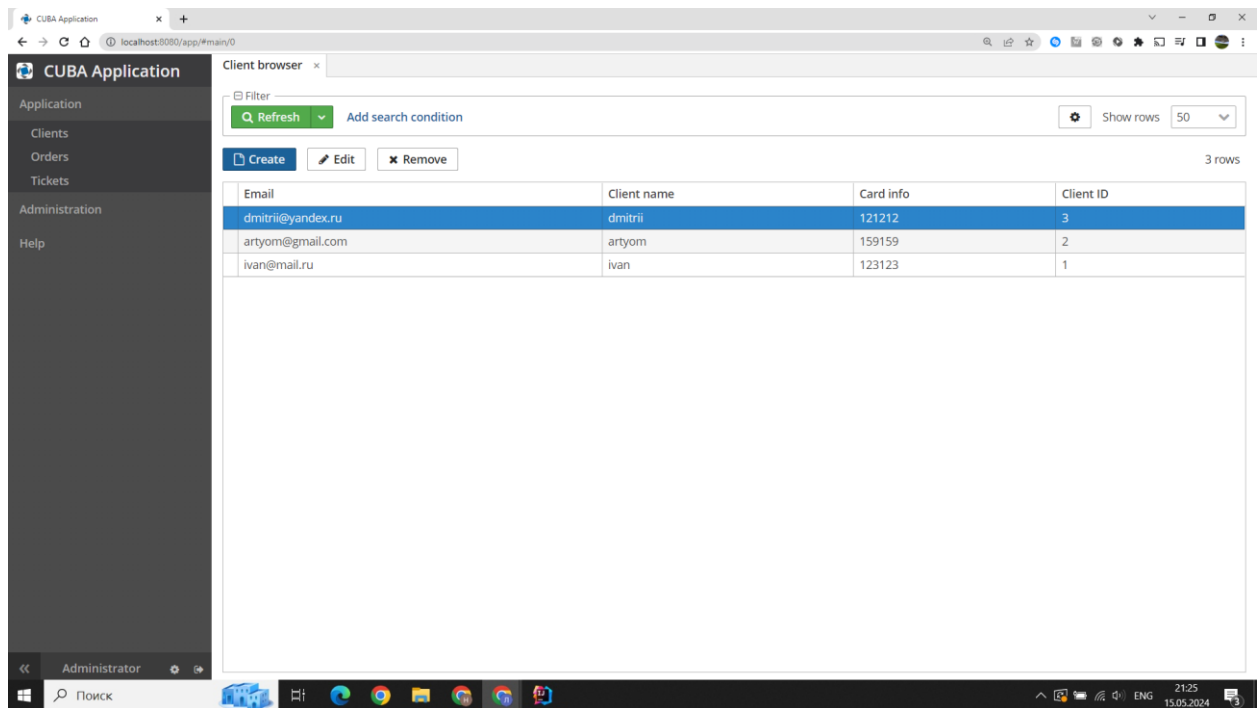 CUBA Application
localhost:8080/app/#main/0
CUBA Application
Client browser
Application
Filter
Refresh Add search condition Show rows 50
Clients
Orders
Create Edit Remove 3 rows
Tickets
Email Client name Card info Client ID
Administration
dmitrii@yandex.ru dmitrii 121212 3
Help
artyom@gmail.com artyom 159159 2
ivan@mail.ru ivan 123123 1
Administrator
Поиск
ENG
21:25
15.05.2024
3